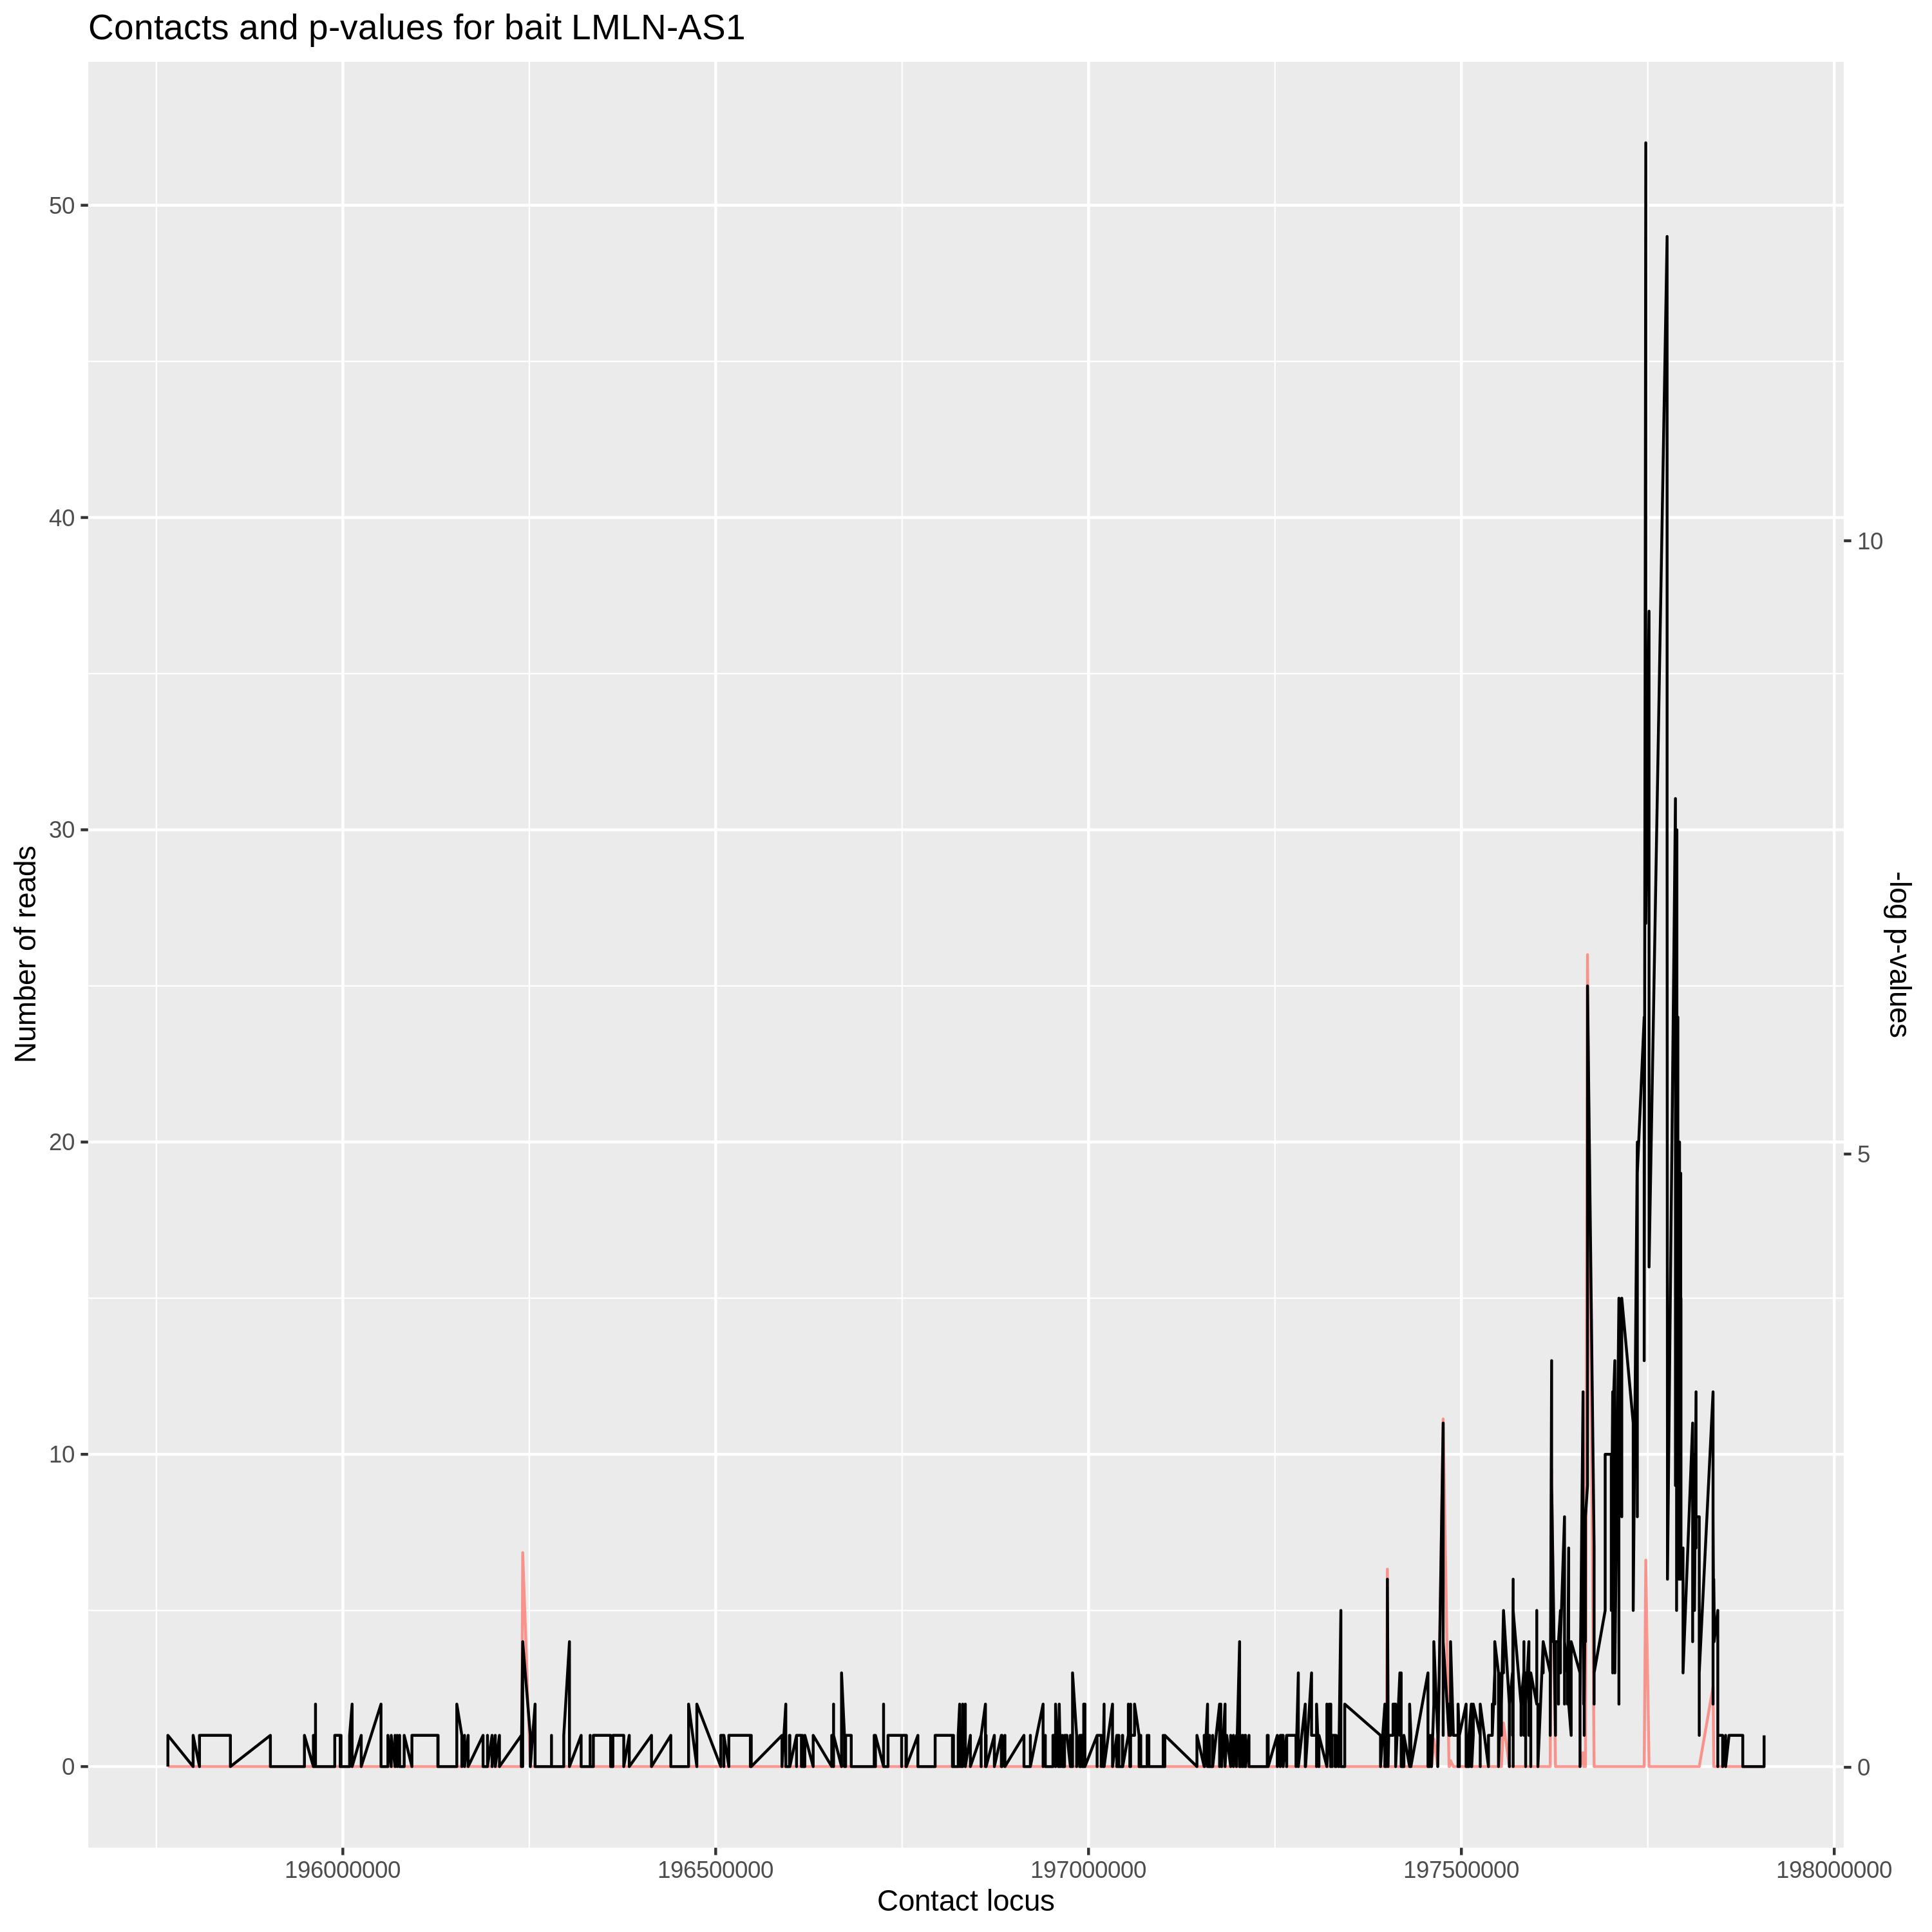 Contacts and p-values for bait LMLN-AS1
50
40
30
20
10
0
Number of reads
10
5
0
-log p-values
196000000 196500000 197000000 197500000 198000000
Contact locus